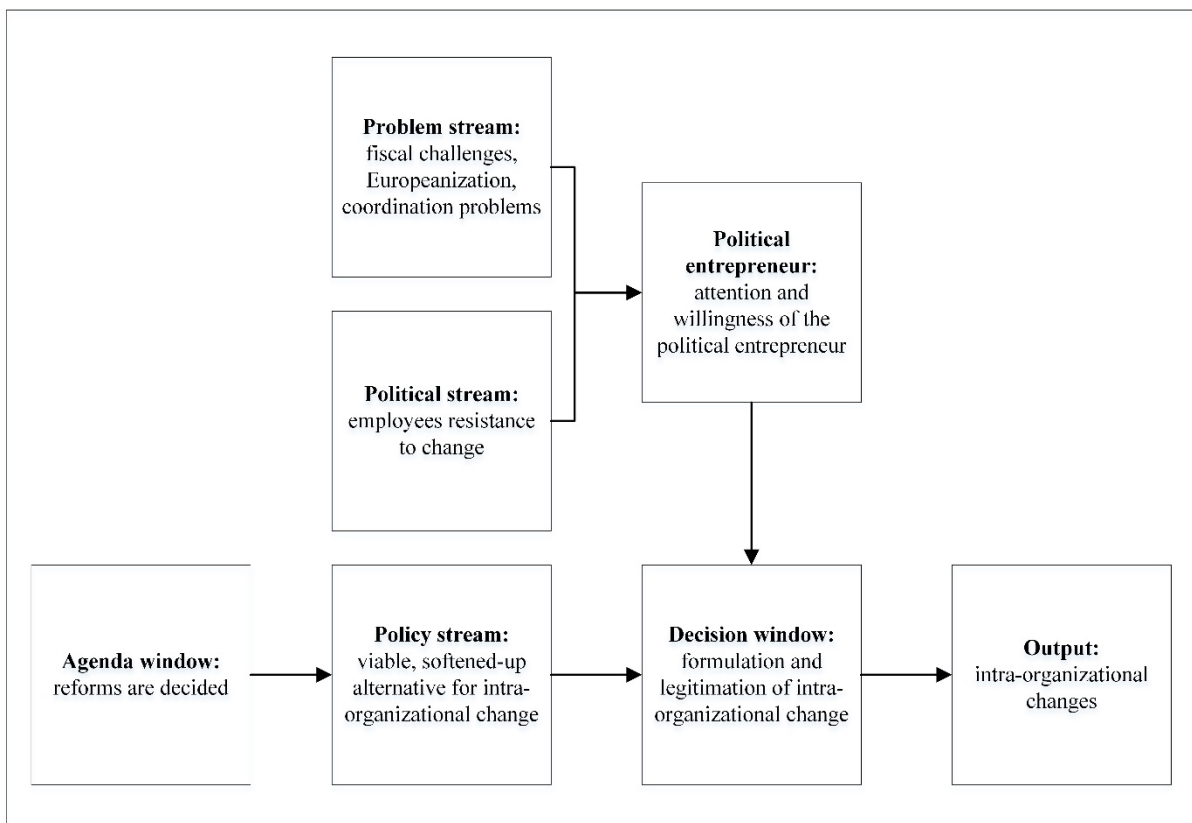 Problem stream:
fiscal challenges,
Europeanization,
coordination problems
Political
entrepreneur:
attention and
willingness of the
political entrepreneur
Political stream:
employees resistance
to change
Agenda window:
reforms are decided
Policy stream:
viable, softened-up
alternative for intra-
organizational change
Decision window:
formulation and
legitimation of intra-
organizational change
Output:
intra-organizational
changes